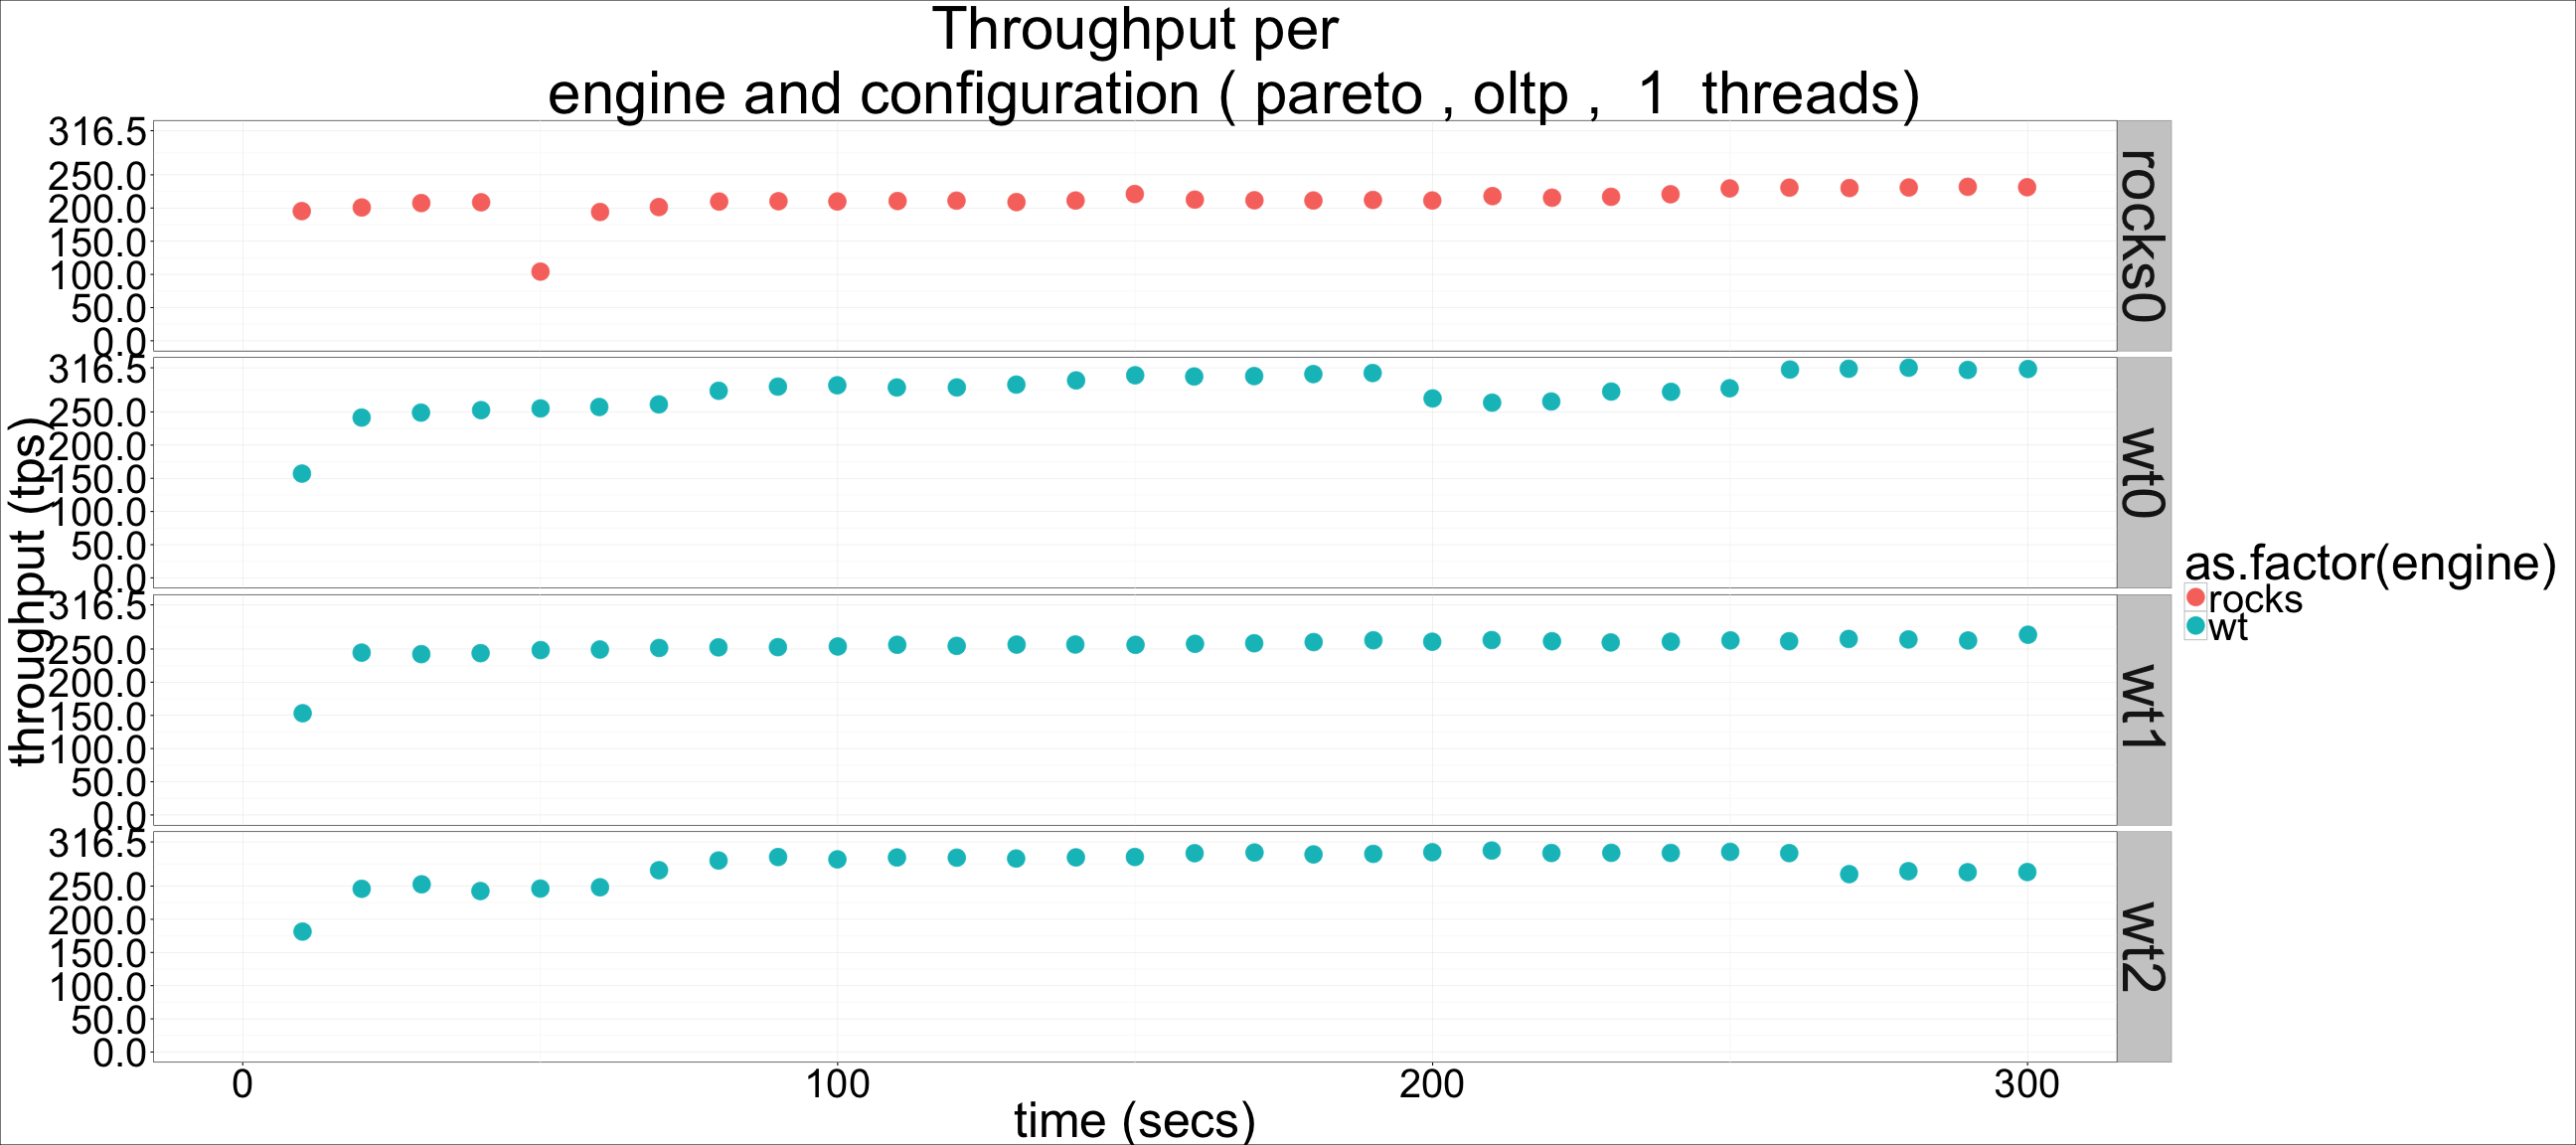 Throughput per
engine and configuration ( pareto , oltp ,  1  threads)
throughput (tps)
316.5
250.0
200.0
150.0
100.0
50.0
0.0
rocks0
316.5
250.0
200.0
150.0
100.0
50.0
0.0
wt0
316.5
250.0
200.0
150.0
100.0
50.0
0.0
wt1
316.5
250.0
200.0
150.0
100.0
50.0
0.0
wt2
0 100 200 300
time (secs)
as.factor(engine)
rocks
wt